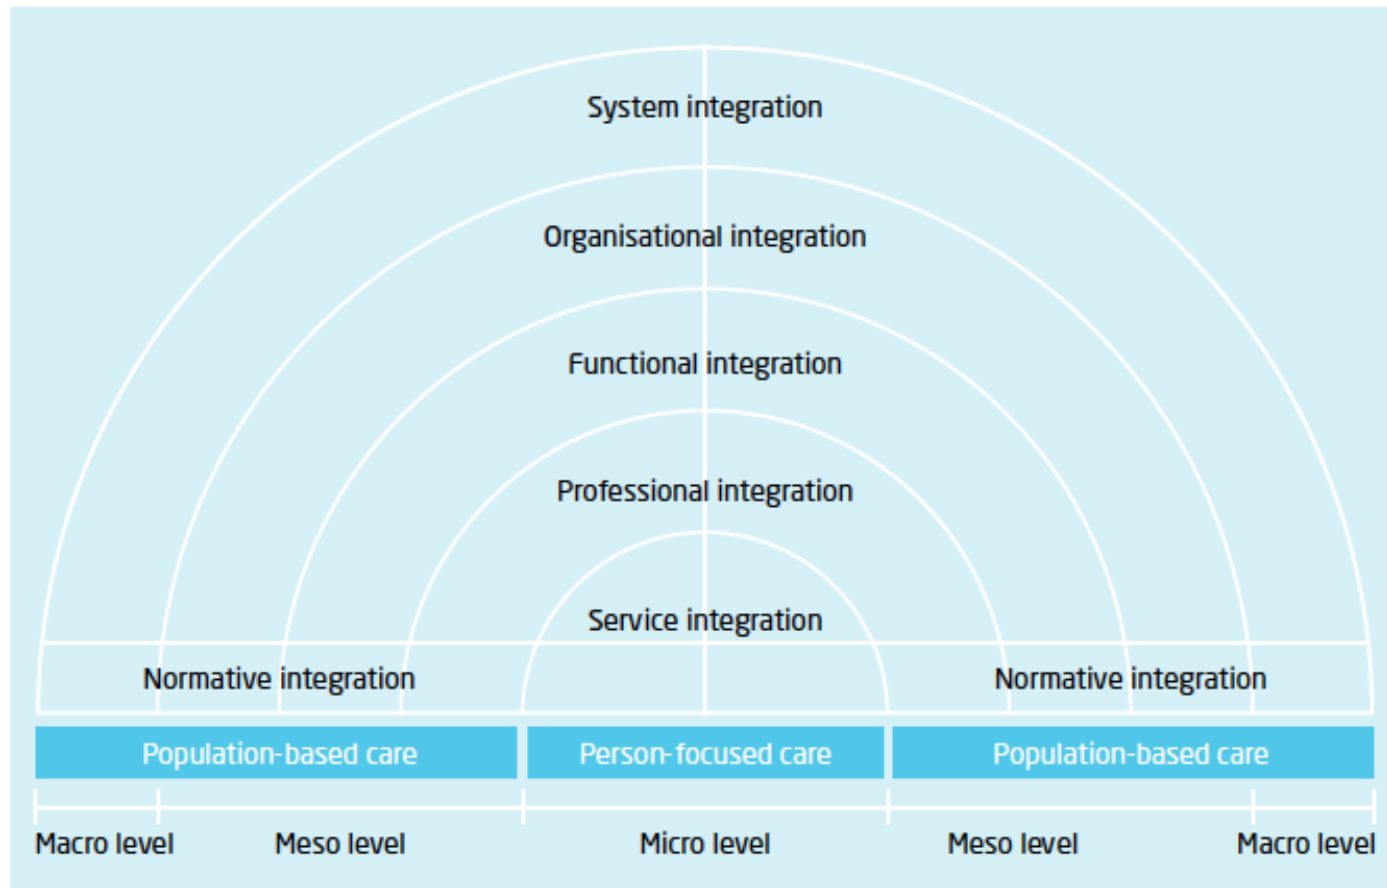 System integration
Organisational integration
Functional integration
Professional integration
Service integration
Normative integration Normative integration
Population-based care Person-focused care Population-based care
Macro level Meso level Micro level Meso level Macro level